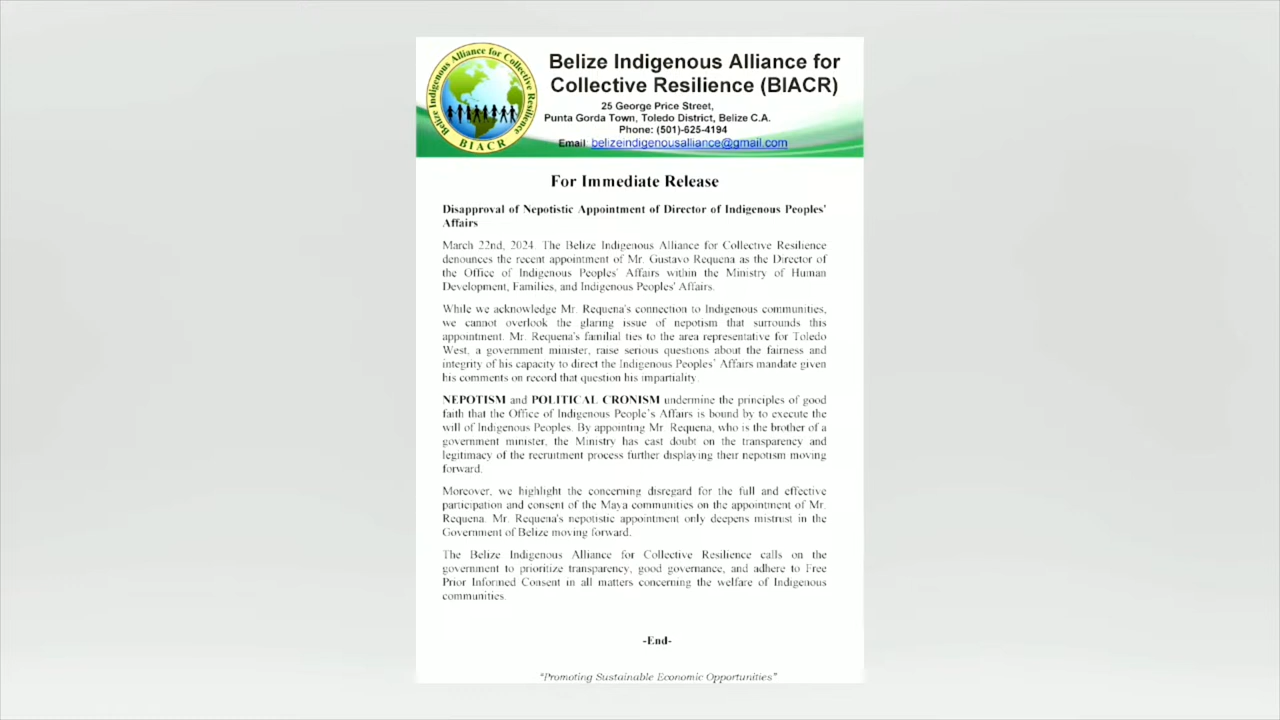 Belize Indigenous Alliance for Collective Resilience
BIACR
Belize Indigenous Alliance for
Collective Resilience (BIACR)
25 George Price Street,
Punta Gorda Town, Toledo District, Belize C.A.
Phone: (501)-625-4194
Email belizeindigenousalliance@gmail.com
For Immediate Release
Disapproval of Nepotistic Appointment of Director of Indigenous Peoples'
Affairs
March 22nd, 2024. The Belize Indigenous Alliance for Collective Resilience
denounces the recent appointment of Mr. Gustavo Requena as the Director of
the Office of Indigenous Peoples' Affairs within the Ministry of Human
Development, Families, and Indigenous Peoples' Affairs.
While we acknowledge Mr. Requena's connection to Indigenous communities,
we cannot overlook the glaring issue of nepotism that surrounds this
appointment. Mr. Requena's familial ties to the area representative for Toledo
West, a government minister, raise serious questions about the fairness and
integrity of his capacity to direct the Indigenous Peoples' Affairs mandate given
his comments on record that question his impartiality.
NEPOTISM and POLITICAL CRONISM undermine the principles of good
faith that the Office of Indigenous People's Affairs is bound by to execute the
will of Indigenous Peoples. By appointing Mr. Requena, who is the brother of a
government minister, the Ministry has cast doubt on the transparency and
legitimacy of the recruitment process further displaying their nepotism moving
forward.
Moreover, we highlight the concerning disregard for the full and effective
participation and consent of the Maya communities on the appointment of Mr.
Requena. Mr. Requena's nepotistic appointment only deepens mistrust in the
Government of Belize moving forward.
The Belize Indigenous Alliance for Collective Resilience calls on the
government to prioritize transparency, good governance, and adhere to Free
Prior Informed Consent in all matters concerning the welfare of Indigenous
communities.
-End-
"Promoting Sustainable Economic Opportunities"